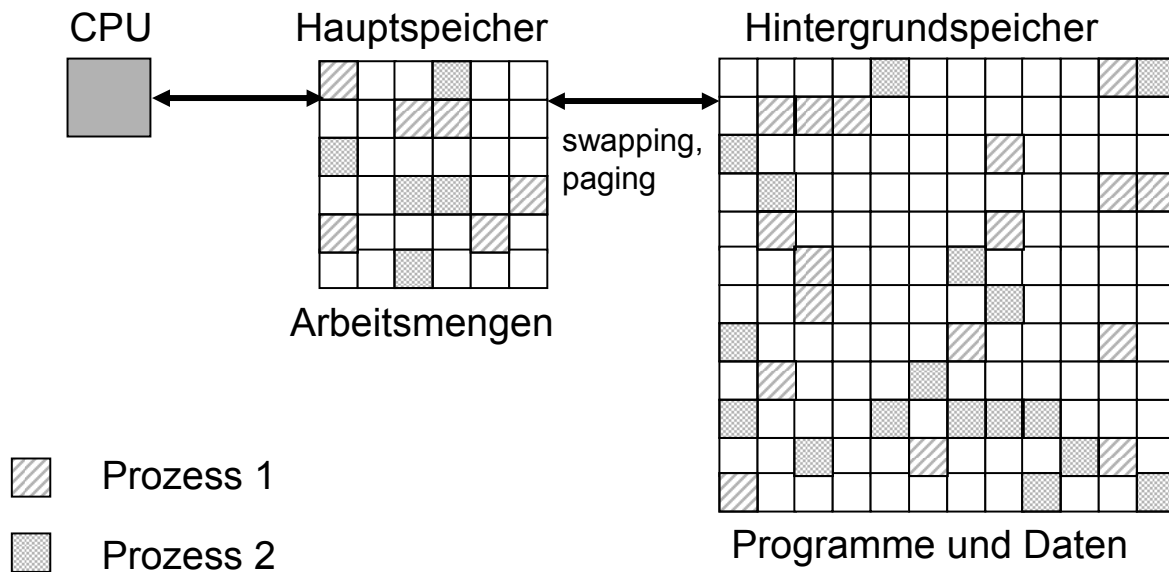 CPU
Hauptspeicher
Hintergrundspeicher
swapping,
paging
Arbeitsmengen
Prozess 1
Prozess 2
Programme und Daten